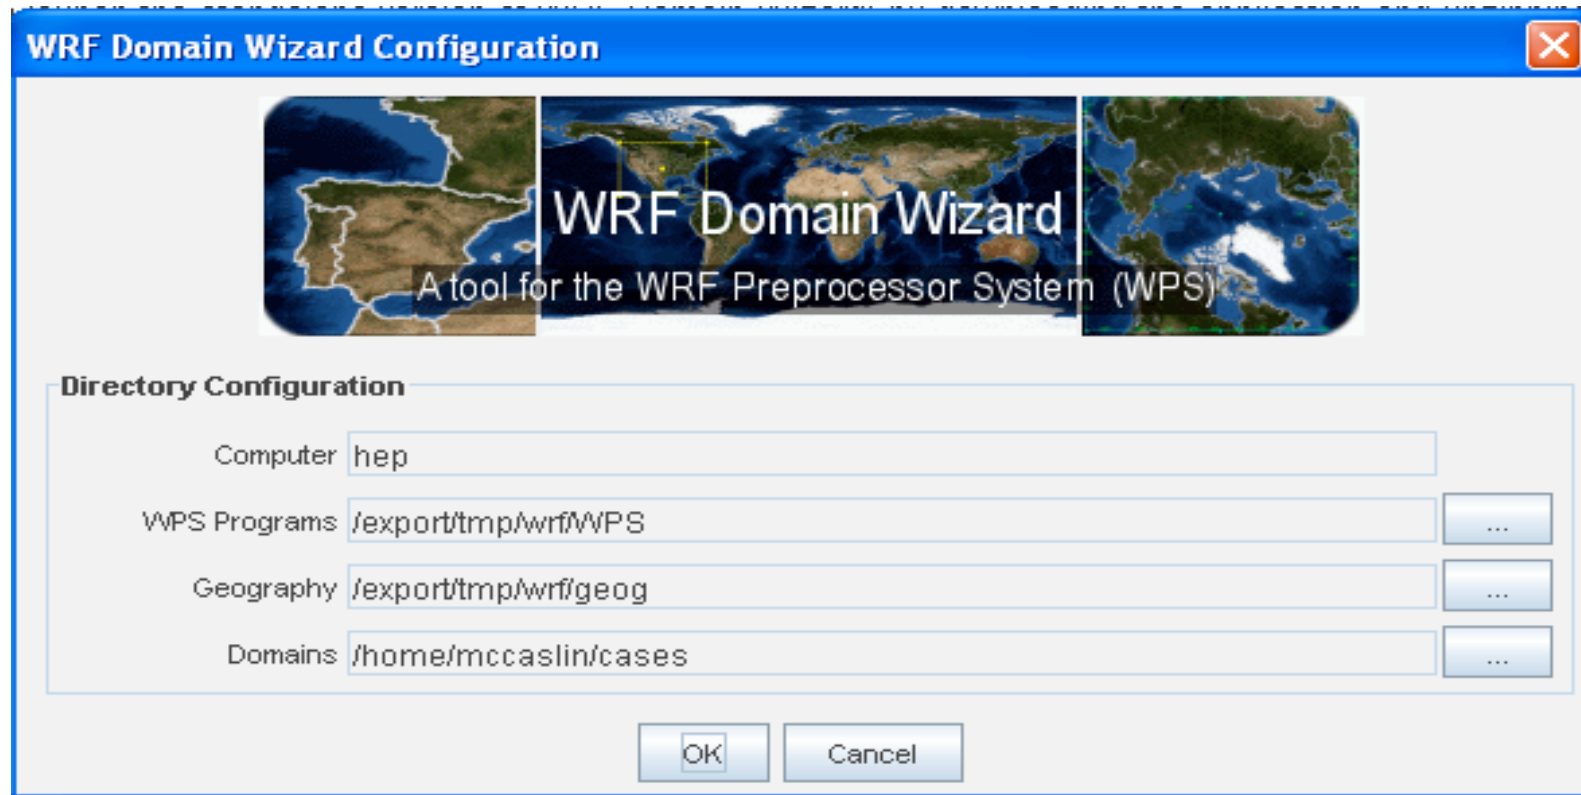 WRF Domain Wizard Configuration
WRF Domain Wizard
A tool for the WRF Preprocessor System (WPS)
Directory Configuration
Computer hep
WPS Programs /export/tmp/wrf/WPS ...
Geography /export/tmp/wrf/geog ...
Domains /home/mccaslin/cases ...
OK Cancel